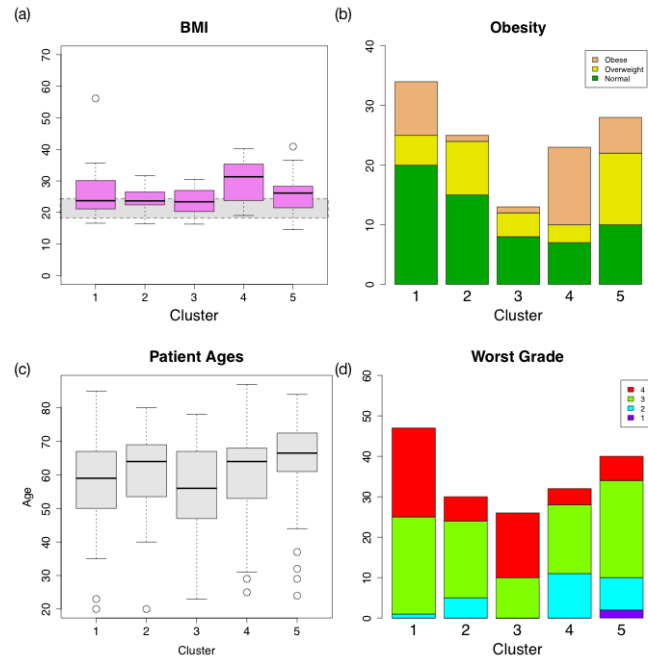 (a)
BMI
70
60
50
40
30
20
10
0
1 2 3 4 5
Cluster
(b)
Obesity
40
30
20
10
0
Obese
Overweight
Normal
1 2 3 4 5
Cluster
(c)
Patient Ages
Age
80
70
60
50
40
30
20
1 2 3 4 5
Cluster
(d)
Worst Grade
60
50
40
30
20
10
0
4
3
2
1
1 2 3 4 5
Cluster